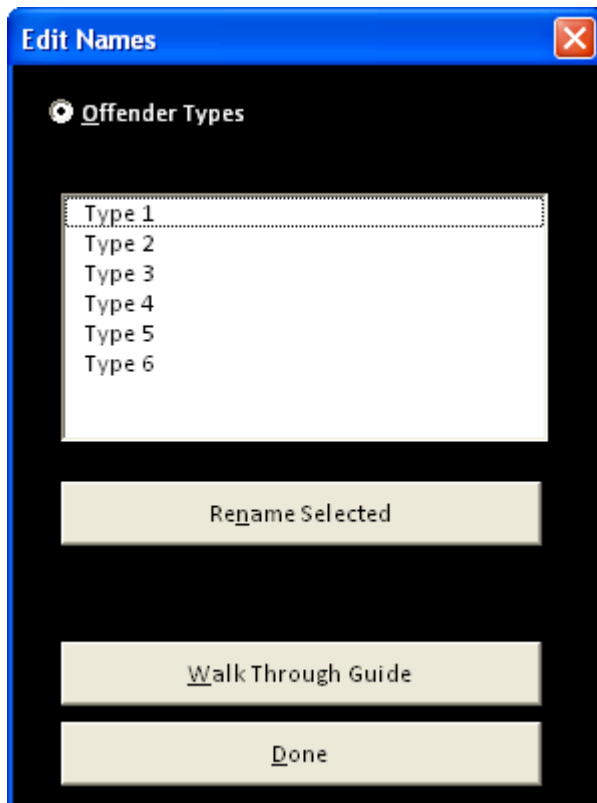 Edit Names
Offender Types
Type 1
Type 2
Type 3
Type 4
Type 5
Type 6
Rename Selected
Walk Through Guide
Done